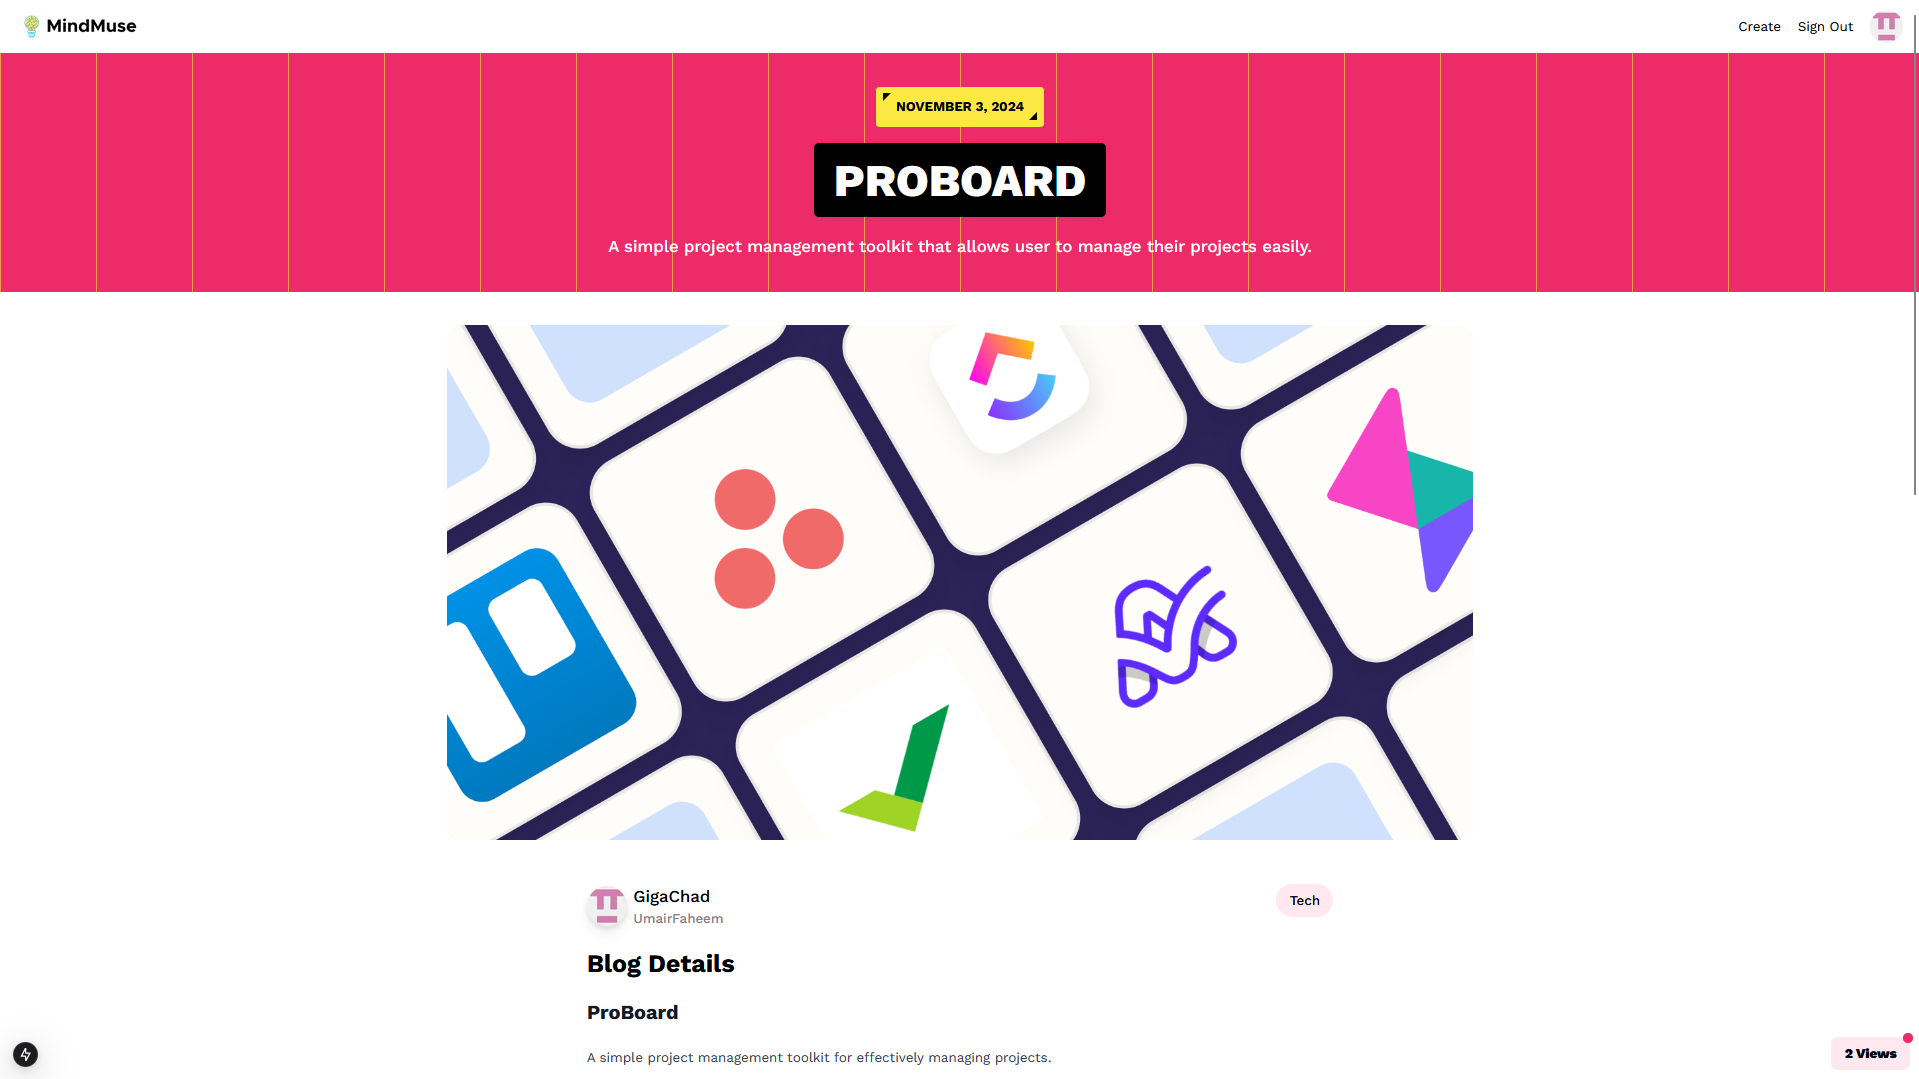 MindMuse
Create
Sign Out
NOVEMBER 3, 2024
PROBOARD
A simple project management toolkit that allows user to manage their projects easily.
GigaChad
UmairFaheem
Tech
Blog Details
ProBoard
A simple project management toolkit for effectively managing projects.
2 Views